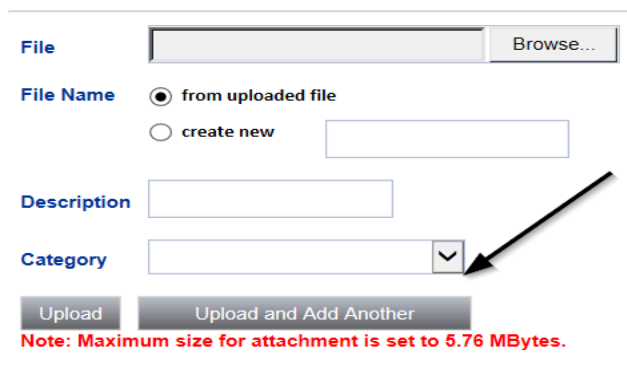 File Browse...
File Name from uploaded file
create new
Description
Category
Upload Upload and Add Another
Note: Maximum size for attachment is set to 5.76 MBytes.